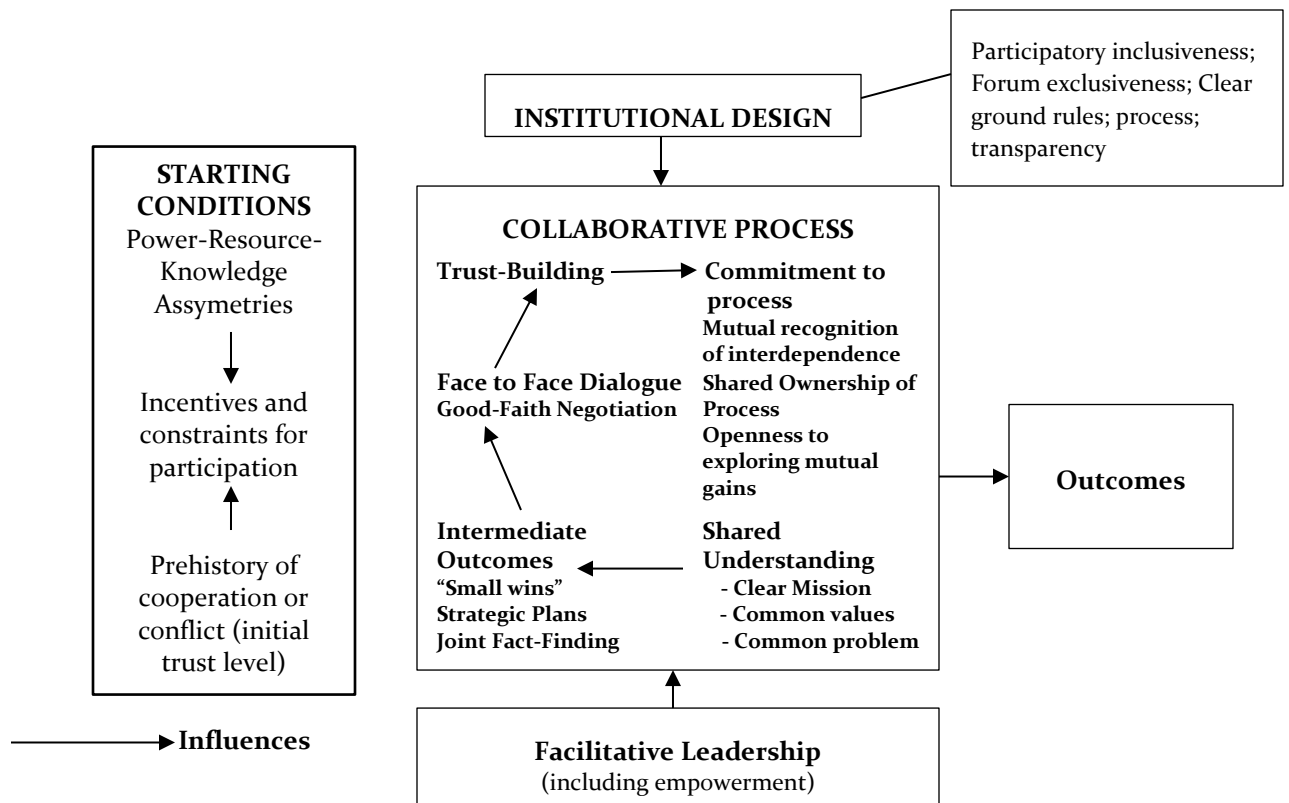 Participatory inclusiveness;
Forum exclusiveness; Clear
ground rules; process;
transparency
INSTITUTIONAL DESIGN
STARTING
CONDITIONS
Power-Resource-
Knowledge
Assymetries
Incentives and
constraints for
participation
Prehistory of
cooperation or
conflict (initial
trust level)
COLLABORATIVE PROCESS
Trust-Building
Commitment to
process
Mutual recognition
of interdependence
Face to Face Dialogue
Good-Faith Negotiation
Shared Ownership of
Process
Openness to
exploring mutual
gains
Intermediate
Outcomes
“Small wins”
Strategic Plans
Joint Fact-Finding
Shared
Understanding
- Clear Mission
- Common values
- Common problem
Outcomes
Influences
Facilitative Leadership
(including empowerment)